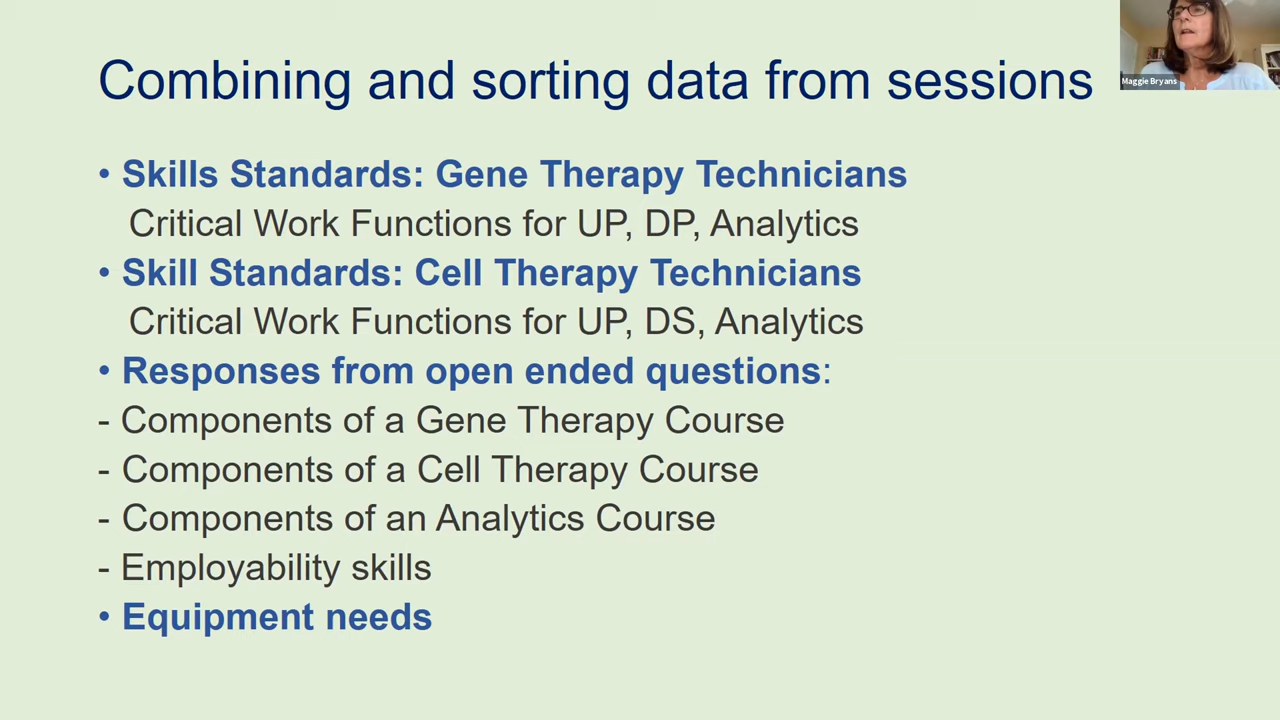 Combining and sorting data from sessions
Maggie Bryans
• Skills Standards: Gene Therapy Technicians
Critical Work Functions for UP, DP, Analytics
• Skill Standards: Cell Therapy Technicians
Critical Work Functions for UP, DS, Analytics
• Responses from open ended questions:
- Components of a Gene Therapy Course
- Components of a Cell Therapy Course
- Components of an Analytics Course
- Employability skills
• Equipment needs